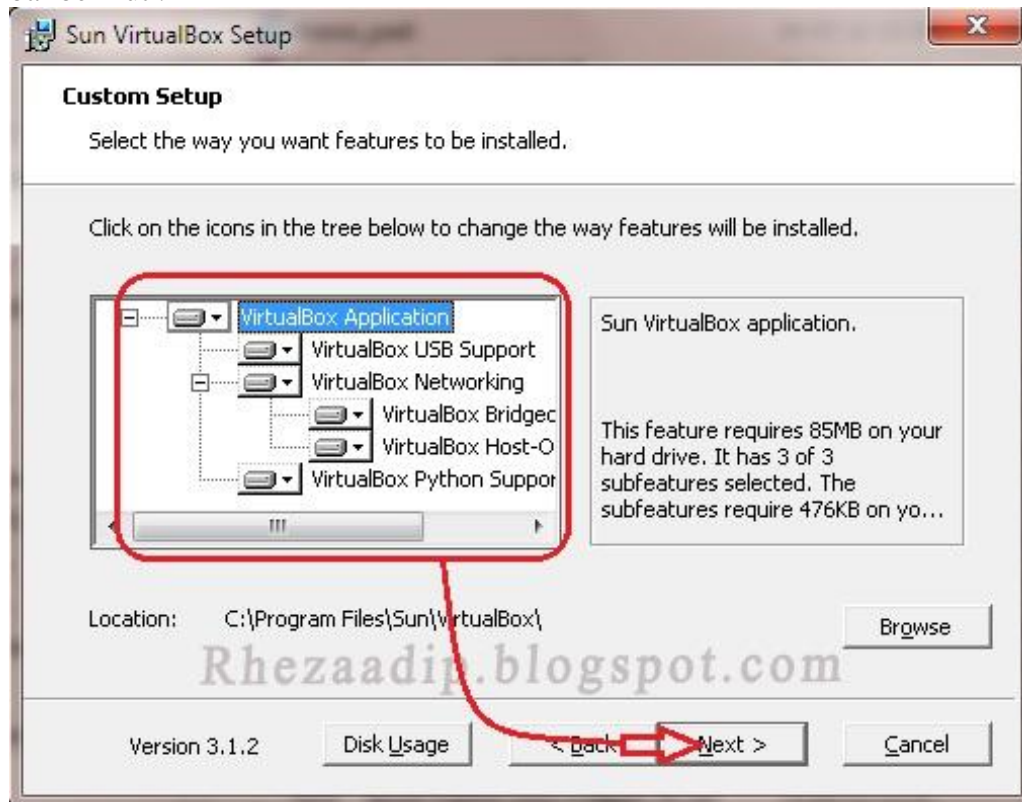 Sun VirtualBox Setup
Custom Setup
Select the way you want features to be installed.
Click on the icons in the tree below to change the way features will be installed.
VirtualBox Application
VirtualBox USB Support
VirtualBox Networking
VirtualBox Bridgec
VirtualBox Host-O
VirtualBox Python Suppor
Sun VirtualBox application.
This feature requires 85MB on your
hard drive. It has 3 of 3
subfeatures selected. The
subfeatures require 476KB on yo...
Location: C:\Program Files\Sun\VirtualBox\
Browse
Rhezaadip.blogspot.com
Version 3.1.2 Disk Usage < Back Next > Cancel